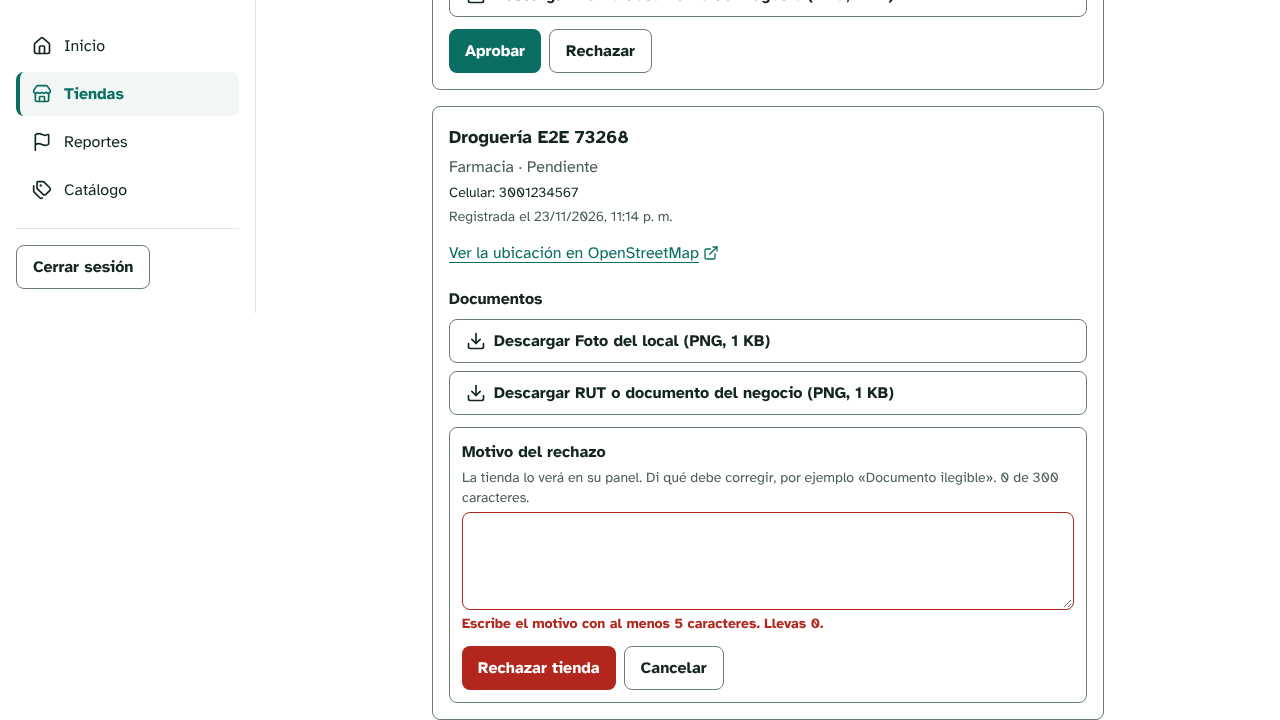 Inicio
Tiendas
Reportes
Catálogo
Cerrar sesión
Aprobar
Rechazar
Droguería E2E 73268
Farmacia · Pendiente
Celular: 3001234567
Registrada el 23/11/2026, 11:14 p. m.
Ver la ubicación en OpenStreetMap
Documentos
Descargar Foto del local (PNG, 1 KB)
Descargar RUT o documento del negocio (PNG, 1 KB)
Motivo del rechazo
La tienda lo verá en su panel. Di qué debe corregir, por ejemplo «Documento ilegible». 0 de 300
caracteres.
Escribe el motivo con al menos 5 caracteres. Llevas 0.
Rechazar tienda
Cancelar